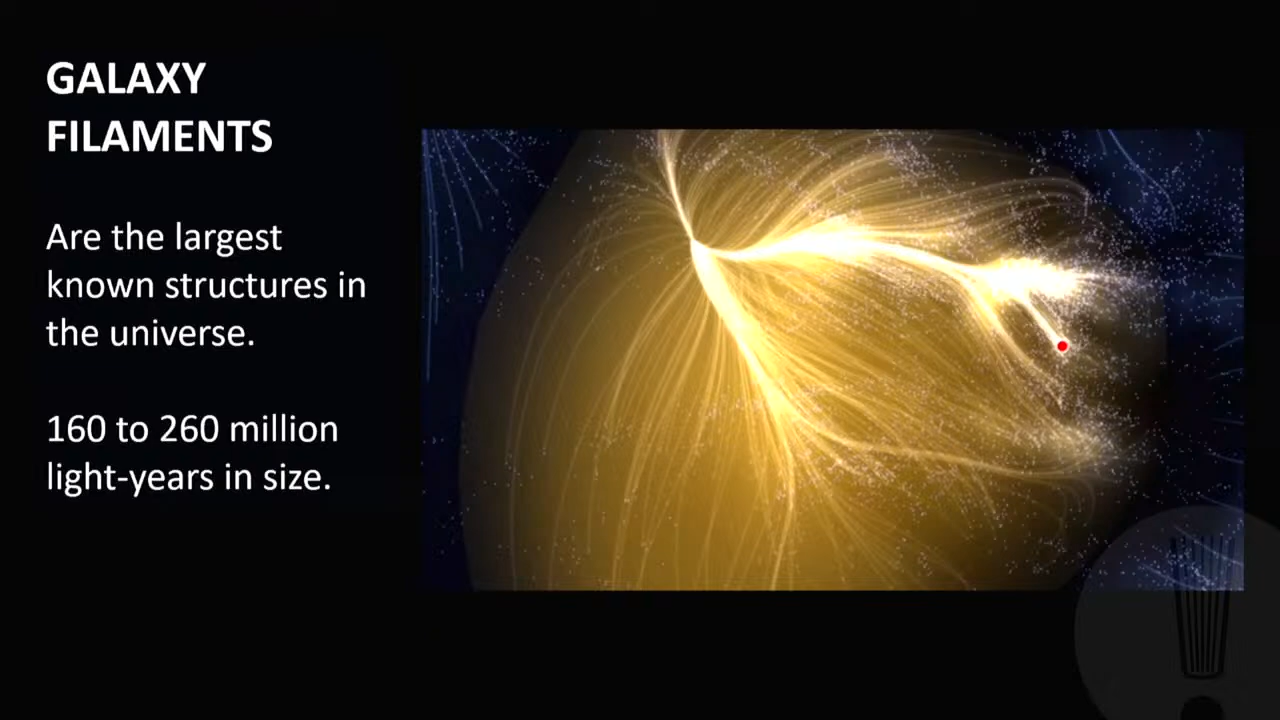 GALAXY
FILAMENTS
Are the largest
known structures in
the universe.
160 to 260 million
light-years in size.